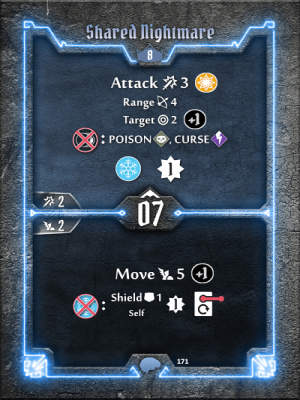 Shared Nightmare
8
Attack 3
Range 4
Target 2 +1
: POISON , CURSE
1
2
07
2
Move 5 +1
: Shield 1 1
Self
171